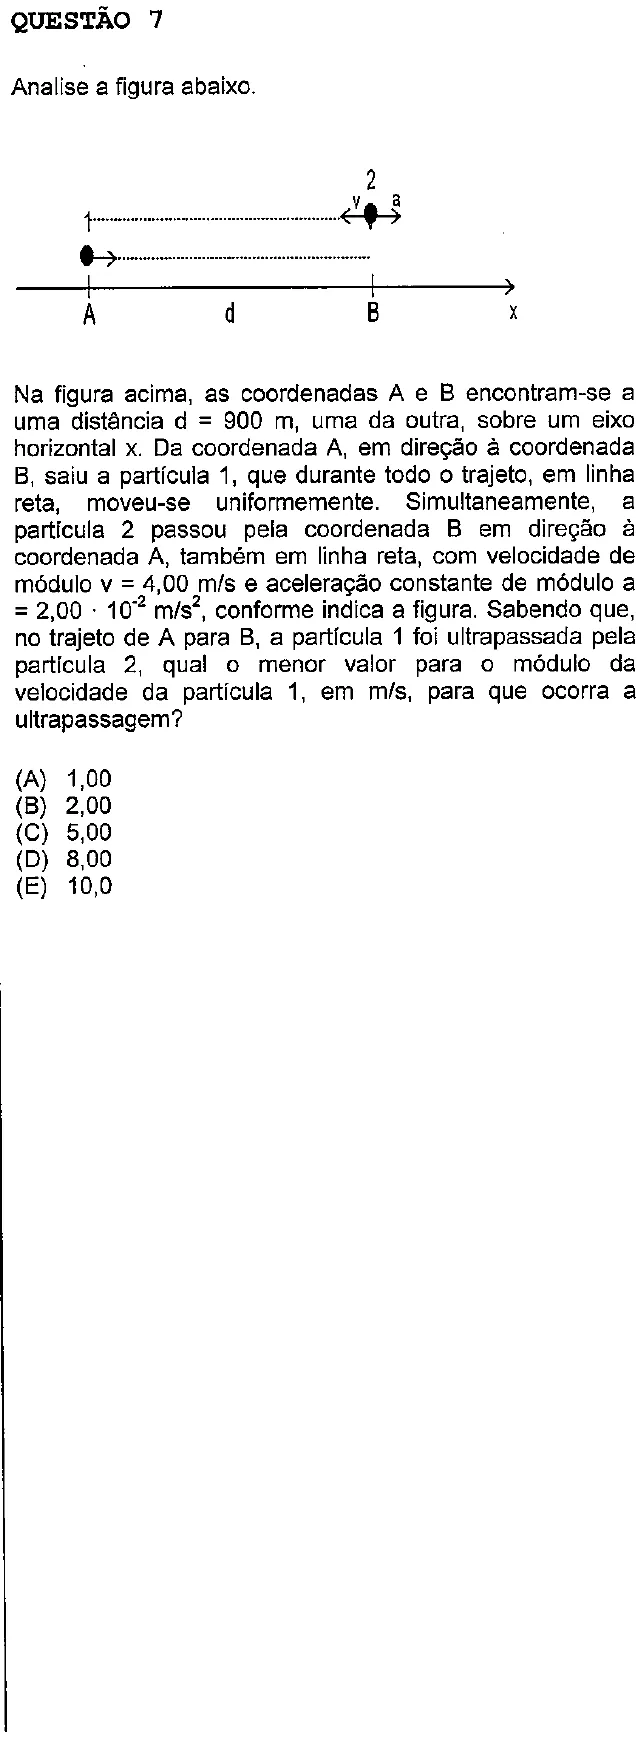 QUESTÃO 7
Analise a figura abaixo.
2
v a
1
A d B x
Na figura acima, as coordenadas A e B encontram-se a
uma distância d = 900 m, uma da outra, sobre um eixo
horizontal x. Da coordenada A, em direção à coordenada
B, saiu a partícula 1, que durante todo o trajeto, em linha
reta, moveu-se uniformemente. Simultaneamente, a
partícula 2 passou pela coordenada B em direção à
coordenada A, também em linha reta, com velocidade de
módulo v = 4,00 m/s e aceleração constante de módulo a
= 2,00 · 10⁻² m/s², conforme indica a figura. Sabendo que,
no trajeto de A para B, a partícula 1 foi ultrapassada pela
partícula 2, qual o menor valor para o módulo da
velocidade da partícula 1, em m/s, para que ocorra a
ultrapassagem?
(A) 1,00
(B) 2,00
(C) 5,00
(D) 8,00
(E) 10,0